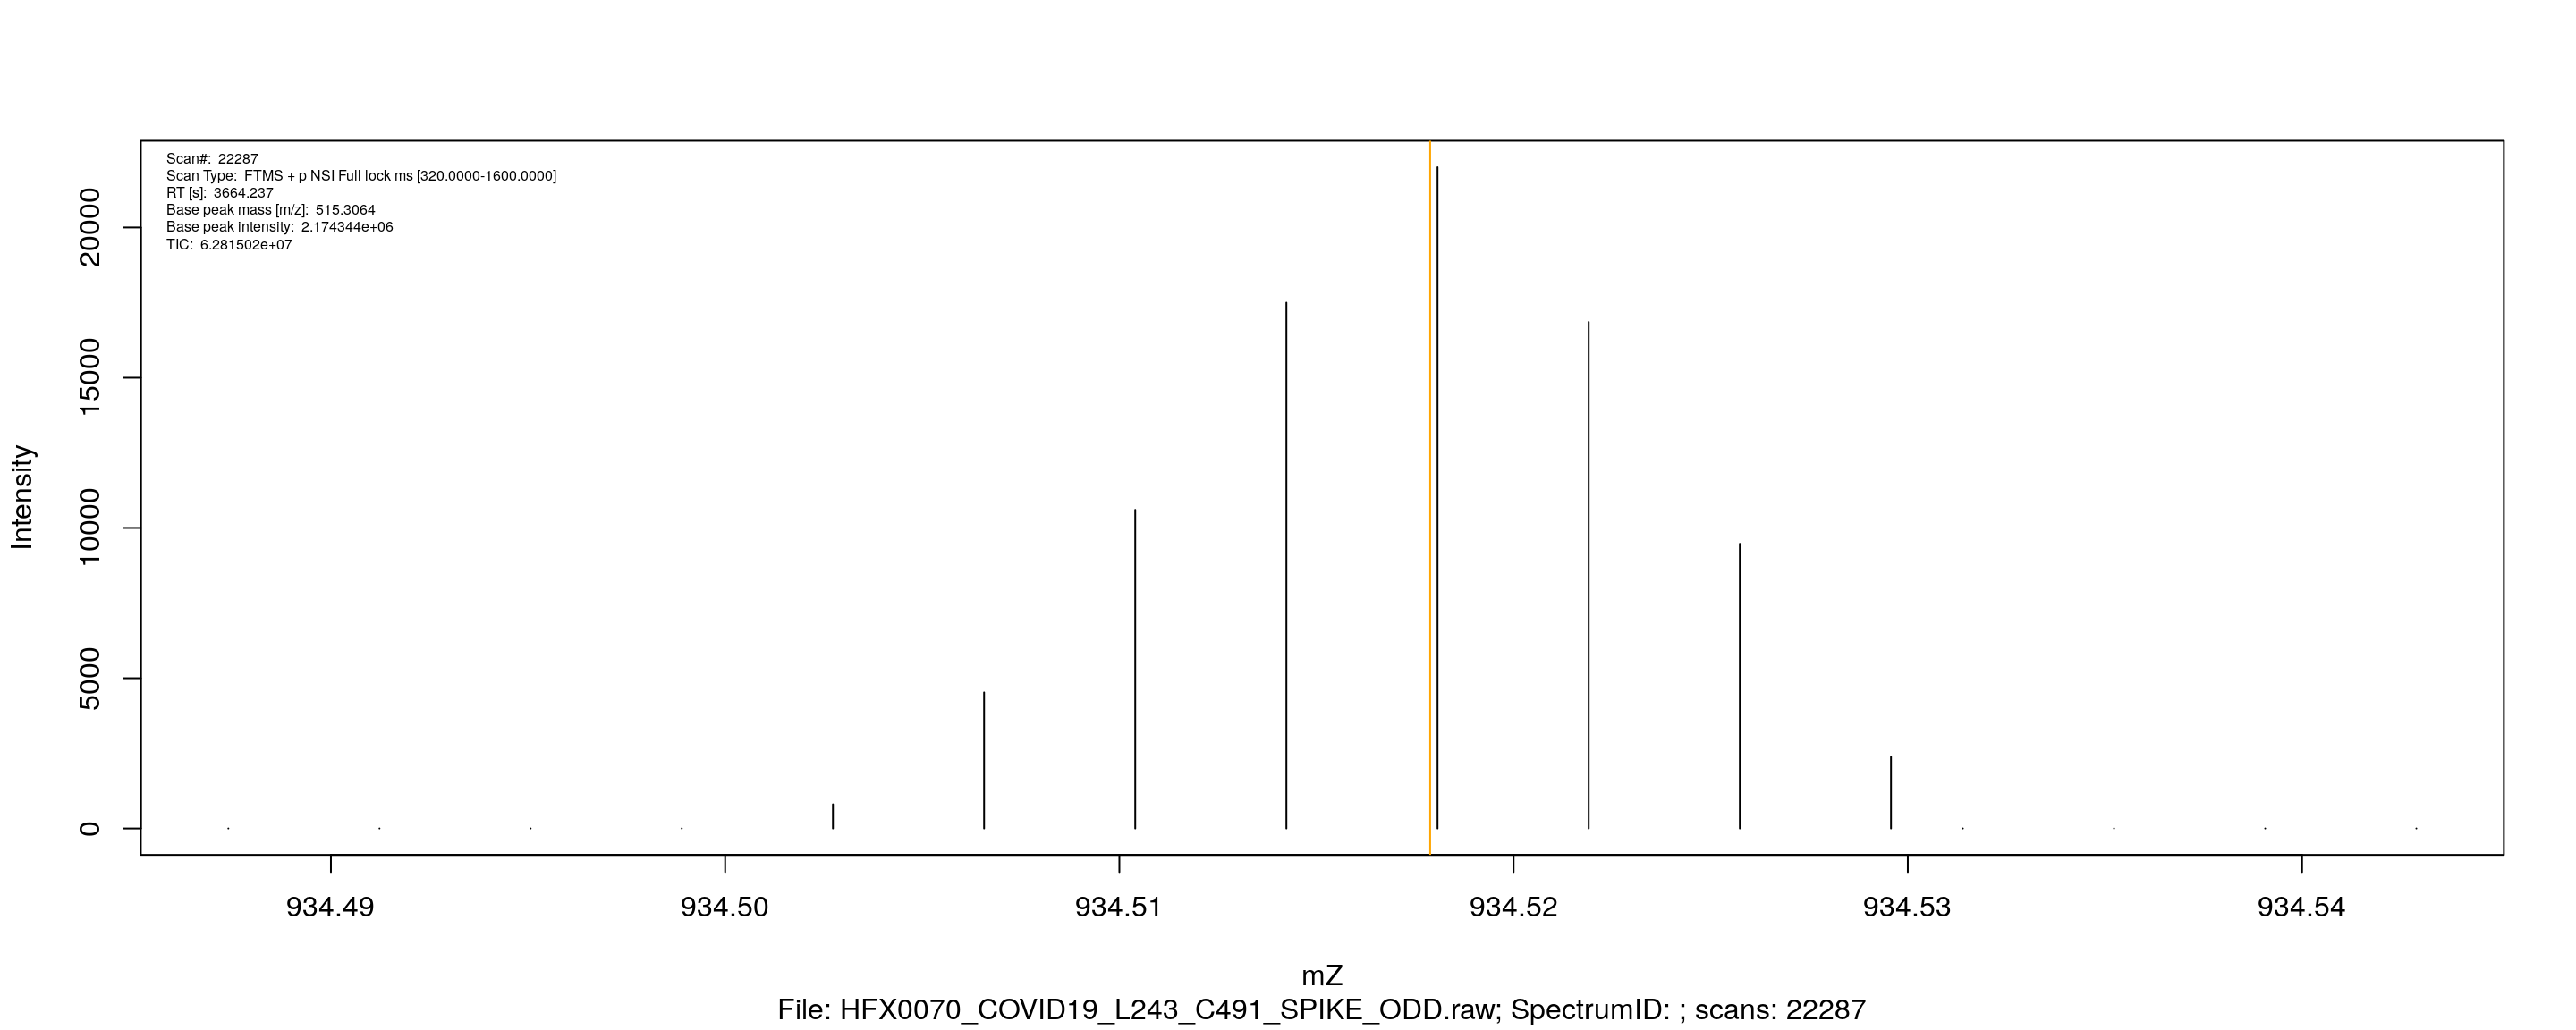 Scan#: 22287
Scan Type: FTMS + p NSI Full lock ms [320.0000-1600.0000]
RT [s]: 3664.237
Base peak mass [m/z]: 515.3064
Base peak intensity: 2.174344e+06
TIC: 6.281502e+07
Intensity
20000
15000
10000
5000
0
934.49 934.50 934.51 934.52 934.53 934.54
mZ
File: HFX0070_COVID19_L243_C491_SPIKE_ODD.raw; SpectrumID: ; scans: 22287